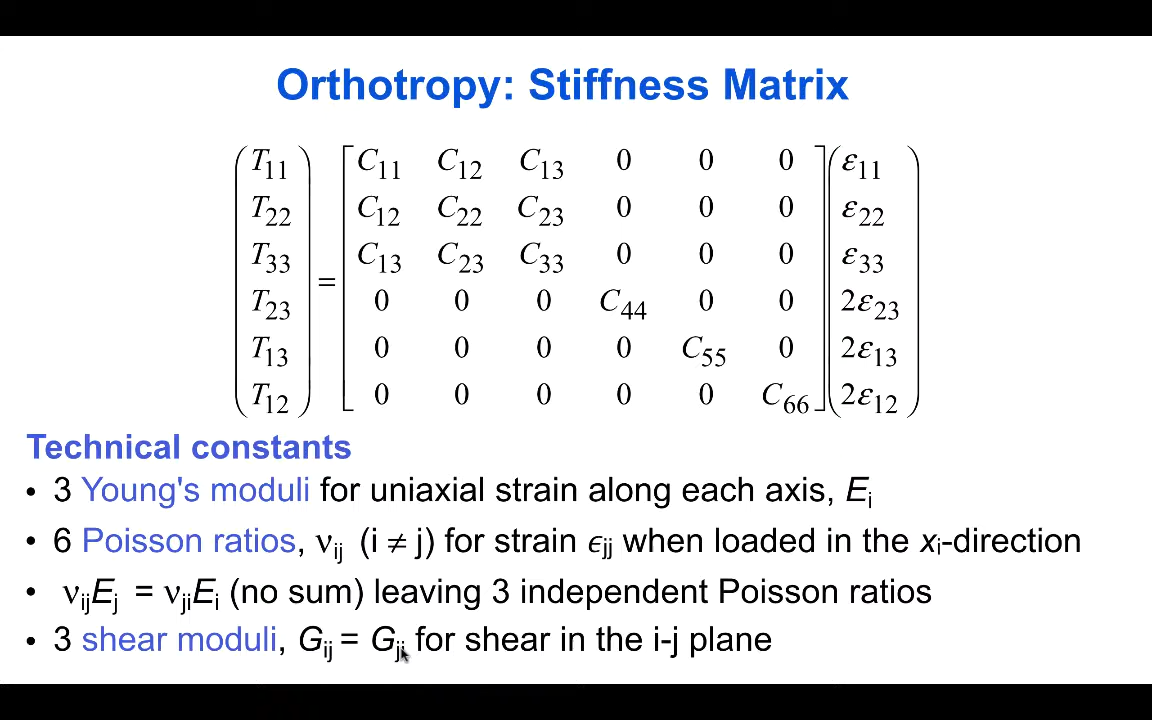 Orthotropy: Stiffness Matrix
T11 C11 C12 C13 0 0 0 ε11
T22 C12 C22 C23 0 0 0 ε22
T33 C13 C23 C33 0 0 0 ε33
=
T23 0 0 0 C44 0 0 2ε23
T13 0 0 0 0 C55 0 2ε13
T12 0 0 0 0 0 C66 2ε12
Technical constants
• 3 Young's moduli for uniaxial strain along each axis, Ei
• 6 Poisson ratios, νij (i ≠ j) for strain ϵjj when loaded in the xi-direction
• νijEj = νjiEi (no sum) leaving 3 independent Poisson ratios
• 3 shear moduli, Gij = Gji for shear in the i-j plane